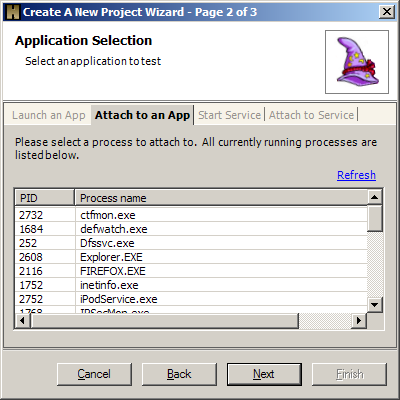 Create A New Project Wizard - Page 2 of 3
Application Selection
Select an application to test
Launch an App Attach to an App Start Service Attach to Service
Please select a process to attach to. All currently running processes are
listed below.
Refresh
PID Process name
2732 ctfmon.exe
1684 defwatch.exe
252 Dfssvc.exe
2608 Explorer.EXE
2116 FIREFOX.EXE
1752 inetinfo.exe
2752 iPodService.exe
1768 IPSecMon.exe
Cancel Back Next Finish